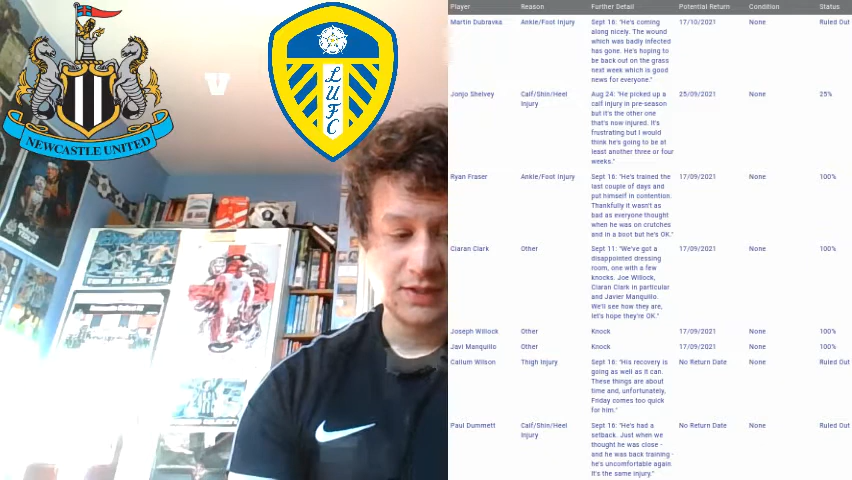 NEWCASTLE UNITED
V
LUFC
Player Reason Further Detail Potential Return Condition Status
Martin Dubravka Ankle/Foot Injury Sept 16: "He's coming 17/10/2021 None Ruled Out
along nicely. The wound
which was badly infected
has gone. He's hoping to
be back out on the grass
next week which is good
news for everyone."
Jonjo Shelvey Calf/Shin/Heel Aug 24: "He picked up a 25/09/2021 None 25%
Injury calf injury in pre-season
but it's the other one
that's now injured. It's
frustrating but I would
think he's going to be at
least another three or four
weeks."
Ryan Fraser Ankle/Foot Injury Sept 16: "He's trained the 17/09/2021 None 100%
last couple of days and
put himself in contention.
Thankfully it wasn't as
bad as everyone thought
when he was on crutches
and in a boot but he's OK."
Ciaran Clark Other Sept 11: "We've got a 17/09/2021 None 100%
disappointed dressing
room, one with a few
knocks. Joe Willock,
Ciaran Clark in particular
and Javier Manquillo.
We'll see how they are,
let's hope they're OK."
Joseph Willock Other Knock 17/09/2021 None 100%
Javi Manquillo Other Knock 17/09/2021 None 100%
Callum Wilson Thigh Injury Sept 16: "His recovery is No Return Date None Ruled Out
going as well as it can.
These things are about
time and, unfortunately,
Friday comes too quick
for him."
Paul Dummett Calf/Shin/Heel Sept 16: "He's had a No Return Date None Ruled Out
Injury setback. Just when we
thought he was close -
and he was back training -
he's uncomfortable again
It's the same injury."